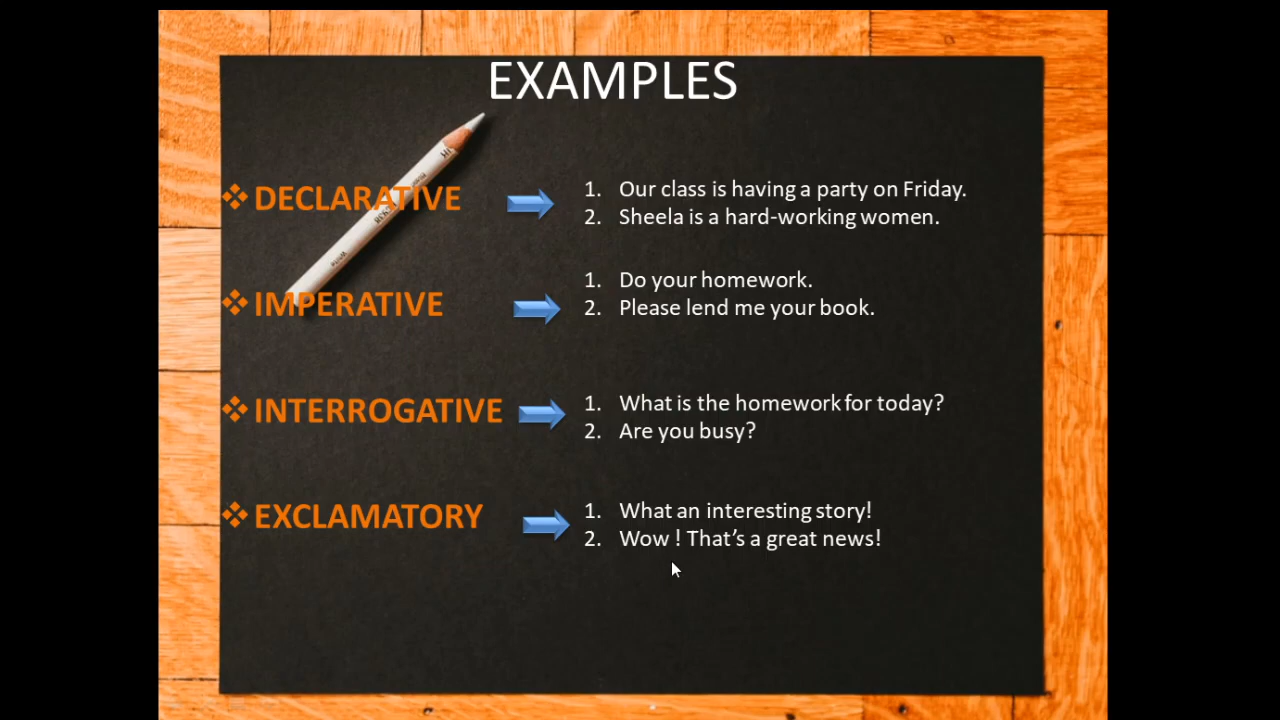 EXAMPLES
❖ DECLARATIVE
1. Our class is having a party on Friday.
2. Sheela is a hard-working women.
❖ IMPERATIVE
1. Do your homework.
2. Please lend me your book.
❖ INTERROGATIVE
1. What is the homework for today?
2. Are you busy?
❖ EXCLAMATORY
1. What an interesting story!
2. Wow ! That’s a great news!